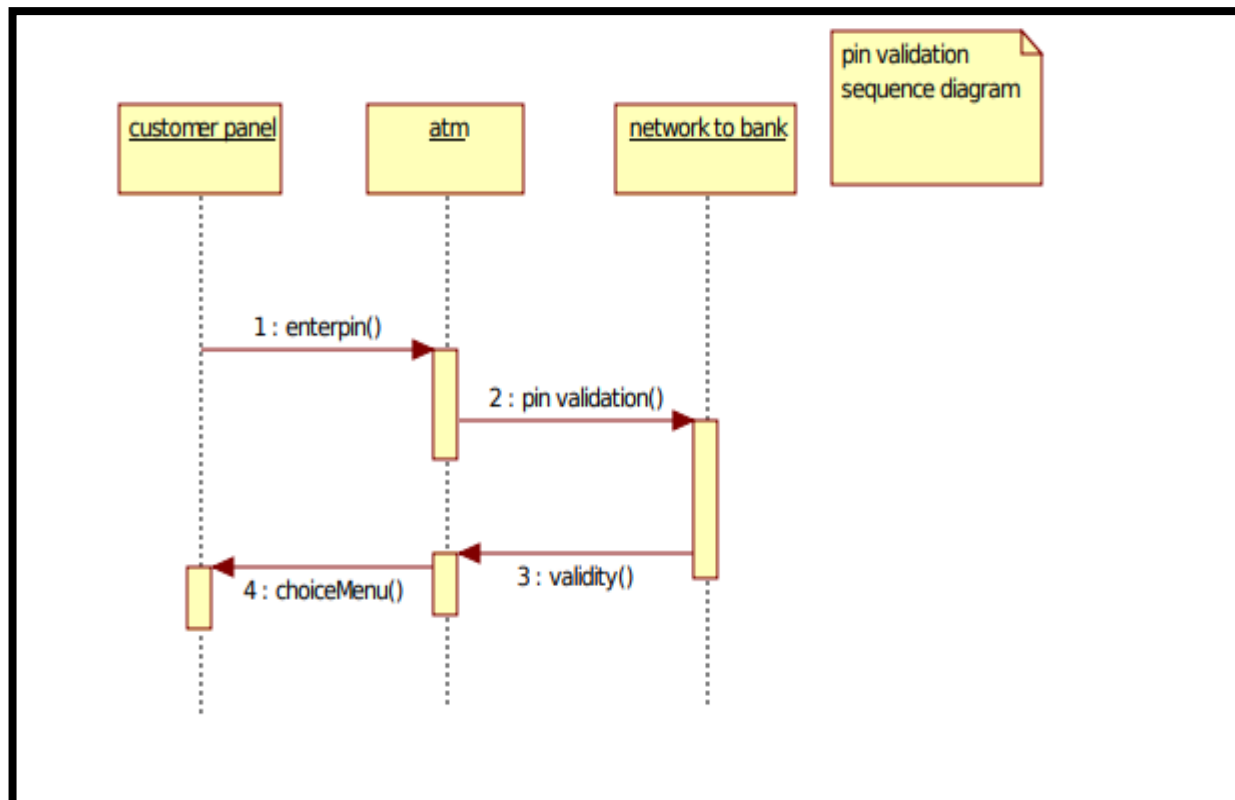 pin validation
sequence diagram
customer panel
atm
network to bank
1 : enterpin()
2 : pin validation()
3 : validity()
4 : choiceMenu()